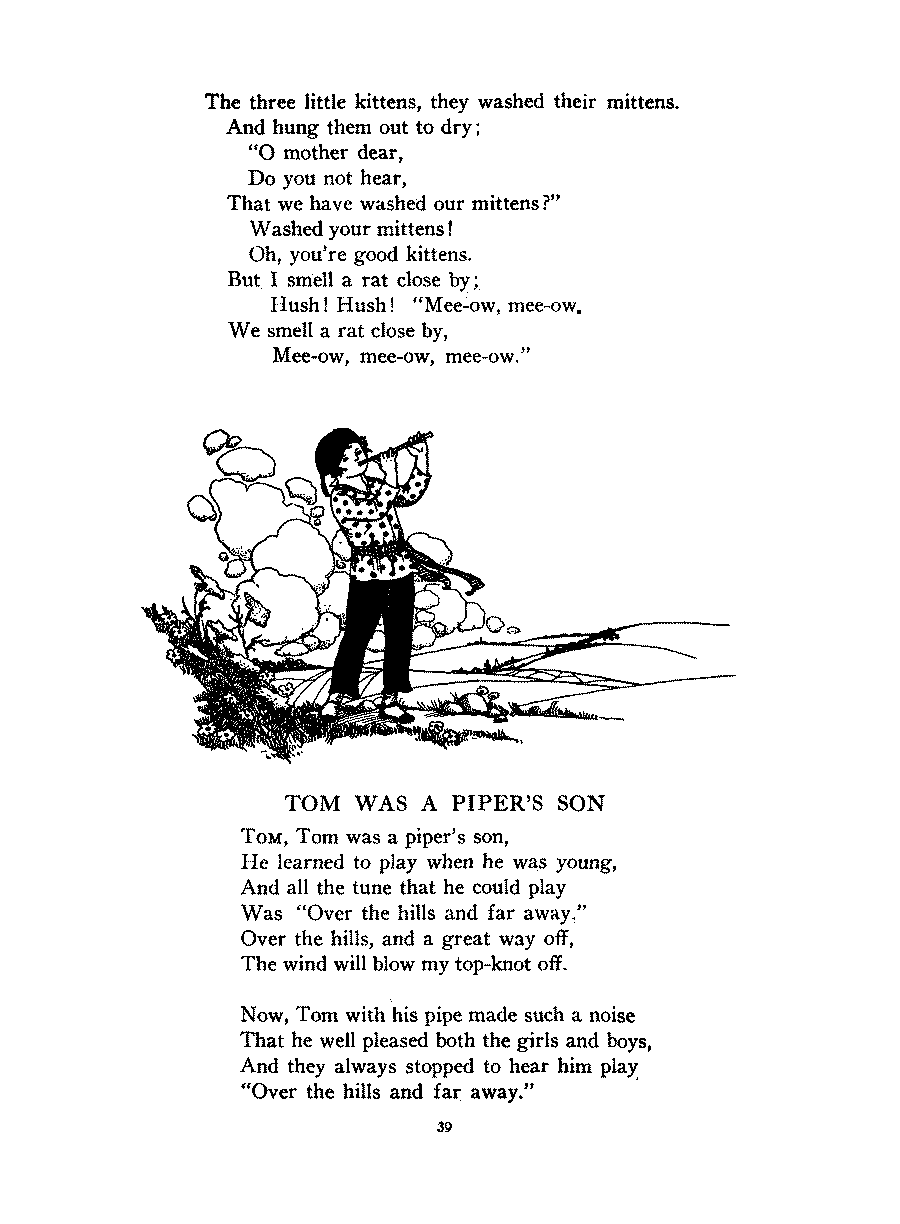 The three little kittens, they washed their mittens.
And hung them out to dry;
"O mother dear,
Do you not hear,
That we have washed our mittens?"
Washed your mittens!
Oh, you're good kittens.
But I smell a rat close by;
Hush! Hush! "Mee-ow, mee-ow.
We smell a rat close by,
Mee-ow, mee-ow, mee-ow."
TOM WAS A PIPER'S SON
TOM, Tom was a piper's son,
He learned to play when he was young,
And all the tune that he could play
Was "Over the hills and far away."
Over the hills, and a great way off,
The wind will blow my top-knot off.
Now, Tom with his pipe made such a noise
That he well pleased both the girls and boys,
And they always stopped to hear him play
"Over the hills and far away."
39